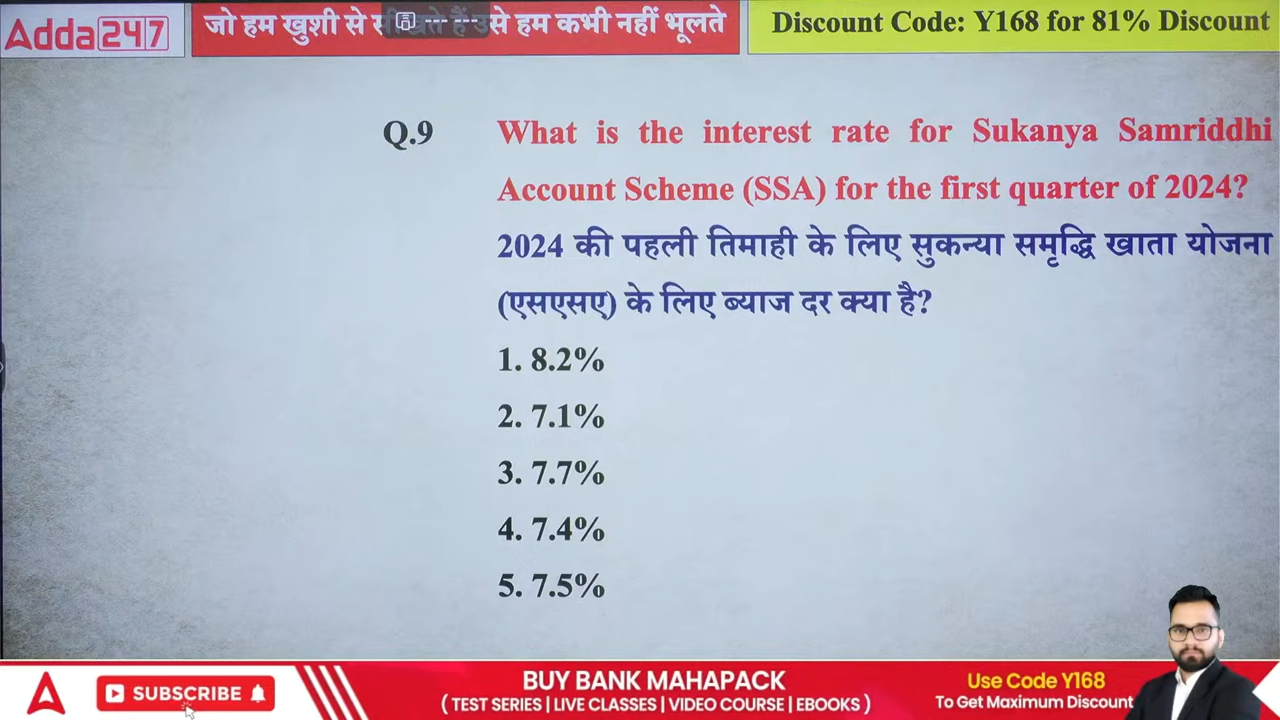 Adda247
जो हम खुशी से से हम कभी नहीं भूलते
Discount Code: Y168 for 81% Discount
Q.9 What is the interest rate for Sukanya Samriddhi
Account Scheme (SSA) for the first quarter of 2024?
2024 की पहली तिमाही के लिए सुकन्या समृद्धि खाता योजना
(एसएसए) के लिए ब्याज दर क्या है?
1. 8.2%
2. 7.1%
3. 7.7%
4. 7.4%
5. 7.5%
SUBSCRIBE
BUY BANK MAHAPACK
( TEST SERIES | LIVE CLASSES | VIDEO COURSE | EBOOKS )
Use Code Y168
To Get Maximum Discount